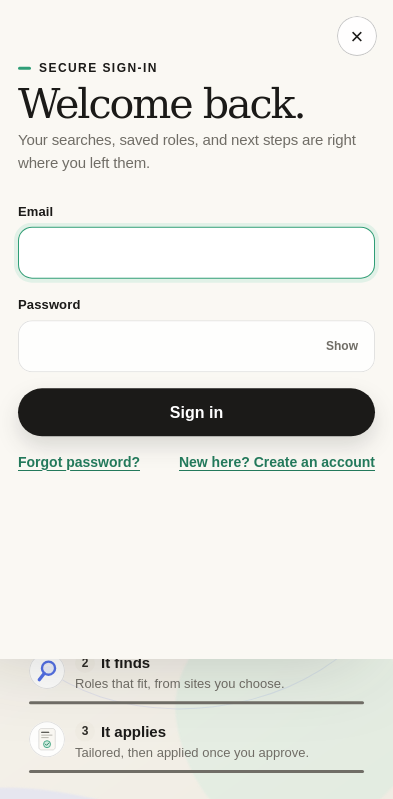 SECURE SIGN-IN
Welcome back.
Your searches, saved roles, and next steps are right
where you left them.
Email
Password
Show
Sign in
Forgot password? New here? Create an account
2 It finds
Roles that fit, from sites you choose.
3 It applies
Tailored, then applied once you approve.